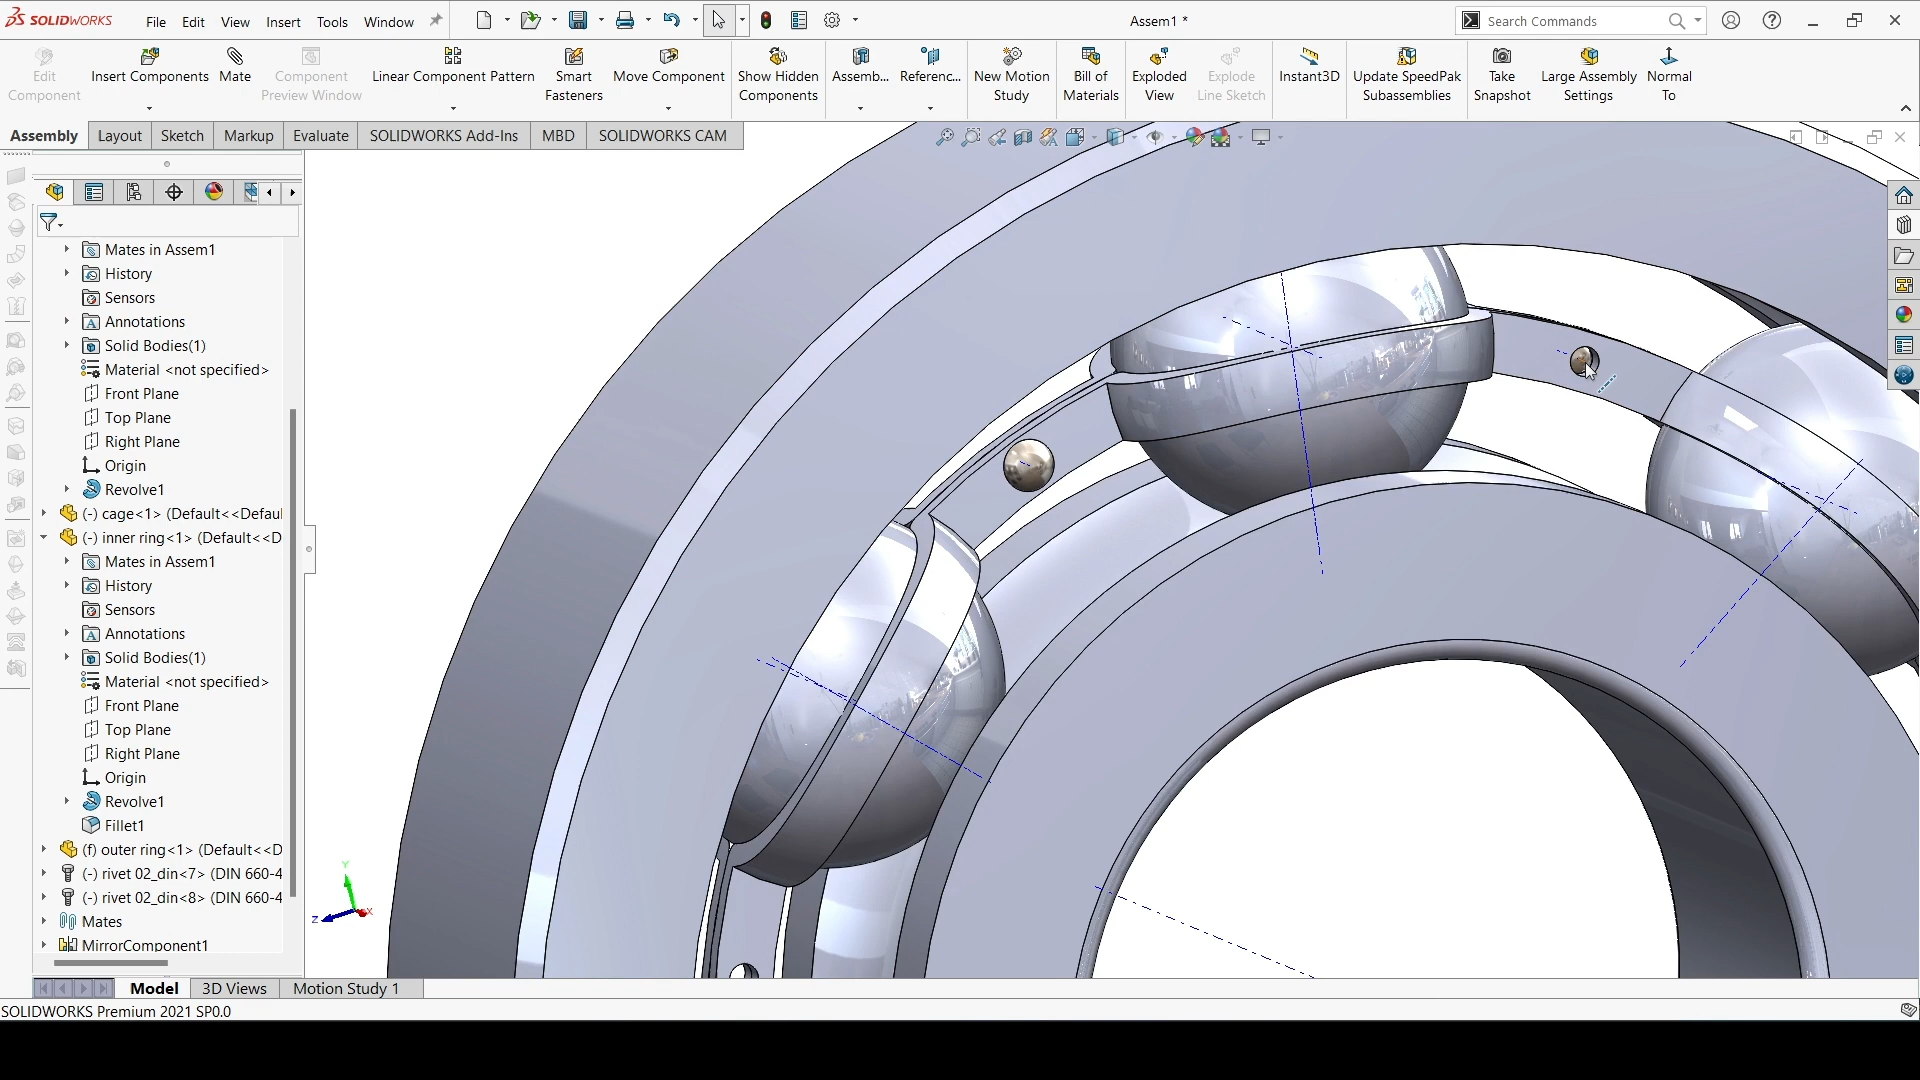 SOLIDWORKS File Edit View Insert Tools Window Assem1 * Search Commands
Edit Component
Insert Components
Mate
Component Preview Window
Linear Component Pattern
Smart Fasteners
Move Component
Show Hidden Components
Assemb...
Referenc...
New Motion Study
Bill of Materials
Exploded View
Explode Line Sketch
Instant3D
Update SpeedPak Subassemblies
Take Snapshot
Large Assembly Settings
Normal To
Assembly Layout Sketch Markup Evaluate SOLIDWORKS Add-Ins MBD SOLIDWORKS CAM
Mates in Assem1
History
Sensors
Annotations
Solid Bodies(1)
Material <not specified>
Front Plane
Top Plane
Right Plane
Origin
Revolve1
(-) cage<1> (Default<<Defaul
(-) inner ring<1> (Default<<D
Mates in Assem1
History
Sensors
Annotations
Solid Bodies(1)
Material <not specified>
Front Plane
Top Plane
Right Plane
Origin
Revolve1
Fillet1
(f) outer ring<1> (Default<<D
(-) rivet 02_din<7> (DIN 660-4
(-) rivet 02_din<8> (DIN 660-4
Mates
MirrorComponent1
Y
Z
X
Model 3D Views Motion Study 1
SOLIDWORKS Premium 2021 SP0.0